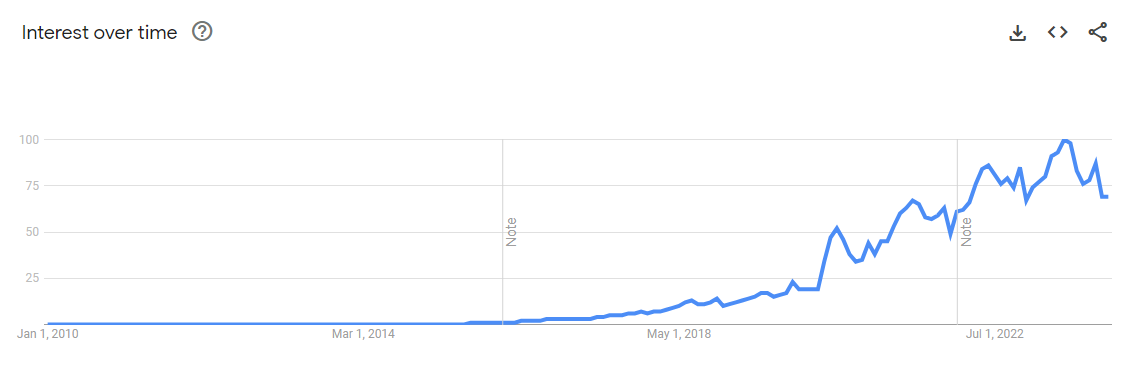 Interest over time
100
75
50
25
Note
Note
Jan 1, 2010
Mar 1, 2014
May 1, 2018
Jul 1, 2022